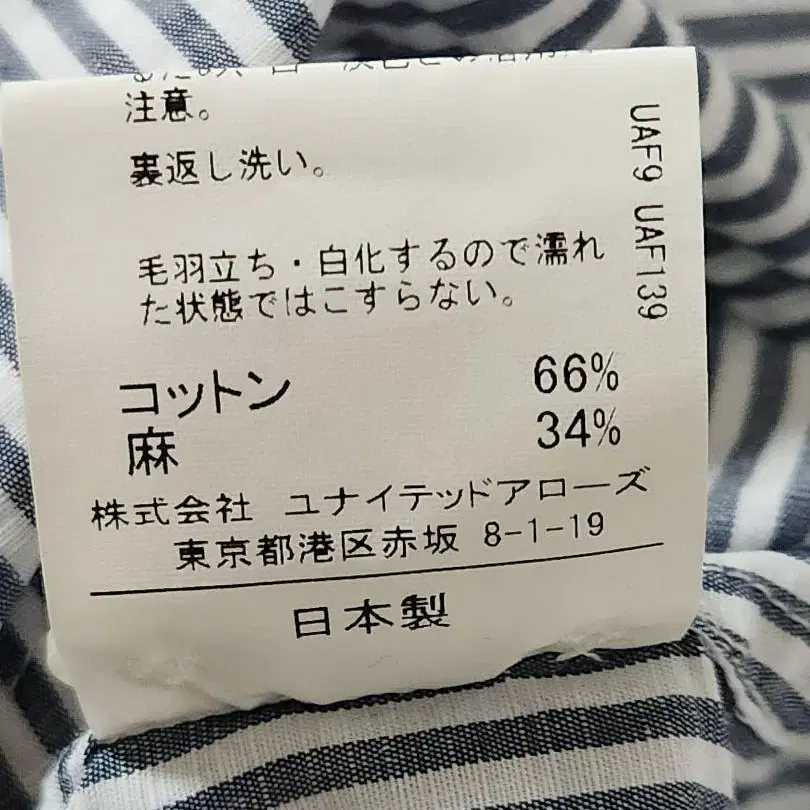 注意。
裏返し洗い。
毛羽立ち・白化するので濡れ
た状態ではこすらない。
コットン 66%
麻 34%
株式会社 ユナイテッドアローズ
東京都港区赤坂 8-1-19
日本製
UAF9 UAF139